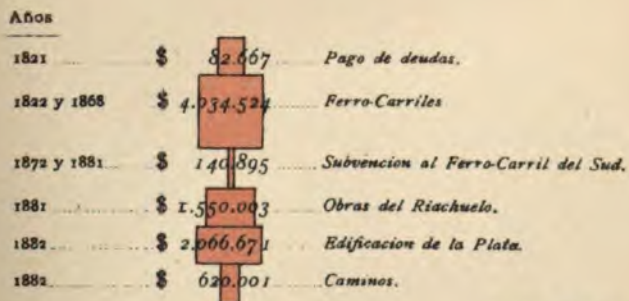 Años
1821 $ 82.667 Pago de deudas.
1822 y 1868 $ 4.934.524 Ferro-Carriles
1872 y 1881 $ 140.895 Subvencion al Ferro-Carril del Sud.
1881 $ 1.550.003 Obras del Riachuelo.
1882 $ 2.066.671 Edificacion de la Plata.
1882 $ 620.001 Caminos.